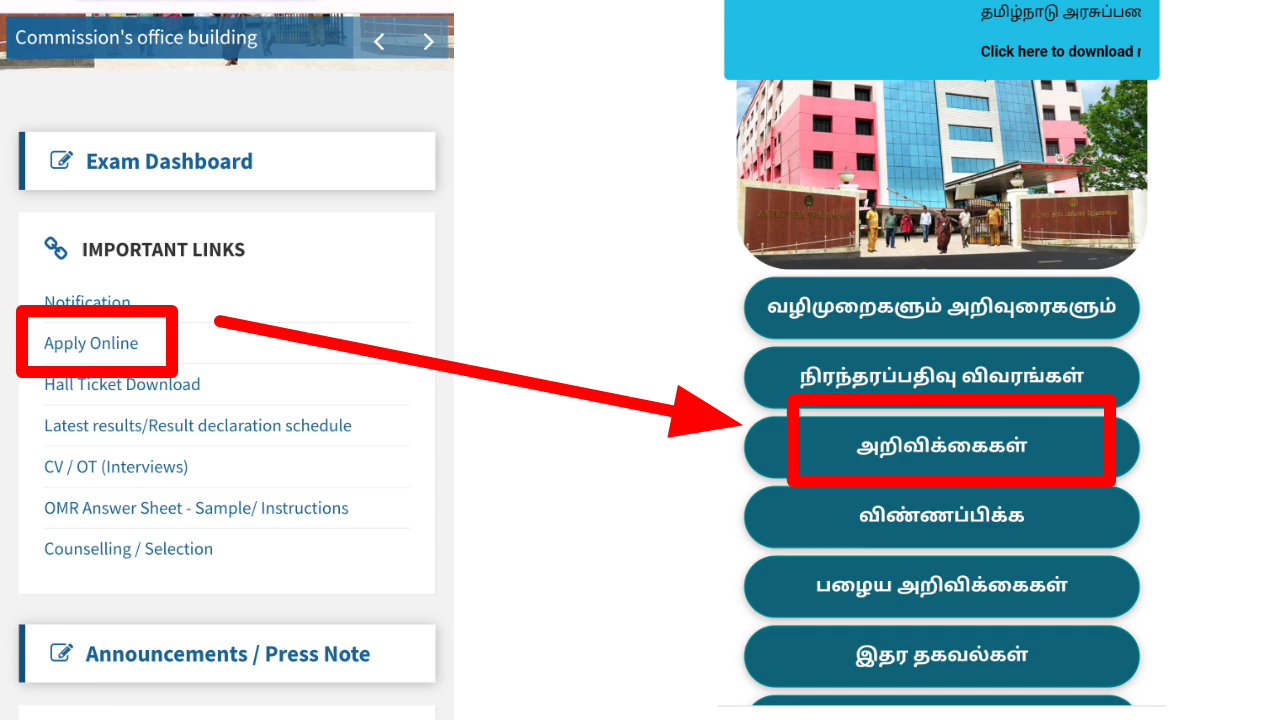 Commission's office building
Exam Dashboard
IMPORTANT LINKS
Notification
Apply Online
Hall Ticket Download
Latest results/Result declaration schedule
CV / OT (Interviews)
OMR Answer Sheet - Sample/ Instructions
Counselling / Selection
Announcements / Press Note
தமிழ்நாடு
Click here to download
வழிமுறைகளும் அறிவுரைகளும்
நிரந்தரப்பதிவு விவரங்கள்
அறிவிக்கைகள்
விண்ணப்பிக்க
பழைய அறிவிக்கைகள்
இதர தகவல்கள்